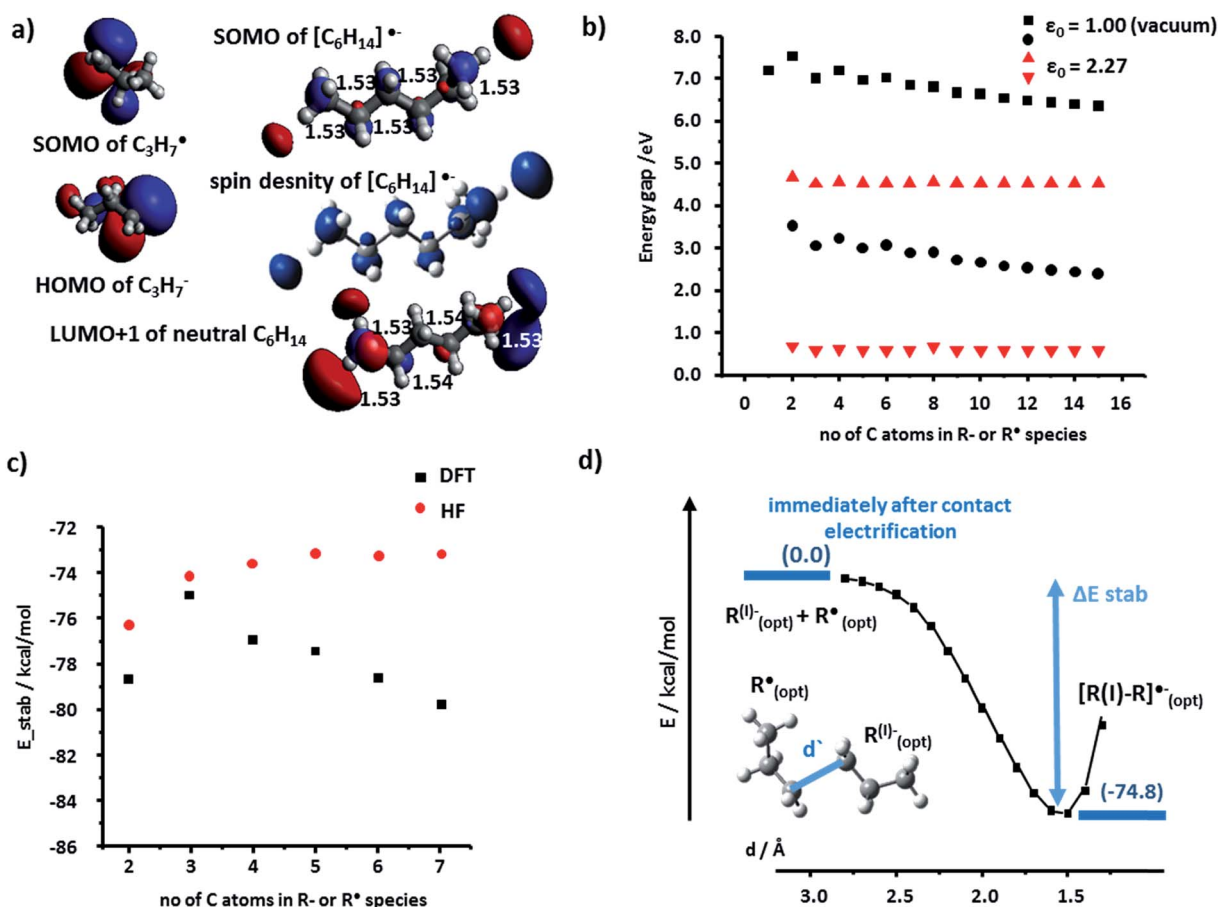 a)
SOMO of [C₆H₁₄]•⁻
1.53
1.53
1.53
1.53
1.53
SOMO of C₃H₇•
spin desnity of [C₆H₁₄]•⁻
HOMO of C₃H₇⁻
LUMO+1 of neutral C₆H₁₄
1.53
1.54
1.53
1.54
1.53
b)
ε₀ = 1.00 (vacuum)
ε₀ = 2.27
Energy gap /eV
8.0
7.0
6.0
5.0
4.0
3.0
2.0
1.0
0.0
0 2 4 6 8 10 12 14 16
no of C atoms in R- or R• species
c)
DFT
HF
E_stab / kcal/mol
-72
-74
-76
-78
-80
-82
-84
-86
2 3 4 5 6 7
no of C atoms in R- or R• species
d)
immediately after contact
electrification
(0.0)
R⁽ᴵ⁾⁻(opt) + R•(opt)
ΔE stab
E / kcal/mol
R•(opt)
R⁽ᴵ⁾⁻(opt)
d`
[R(I)-R]•⁻(opt)
(-74.8)
d / Å
3.0 2.5 2.0 1.5